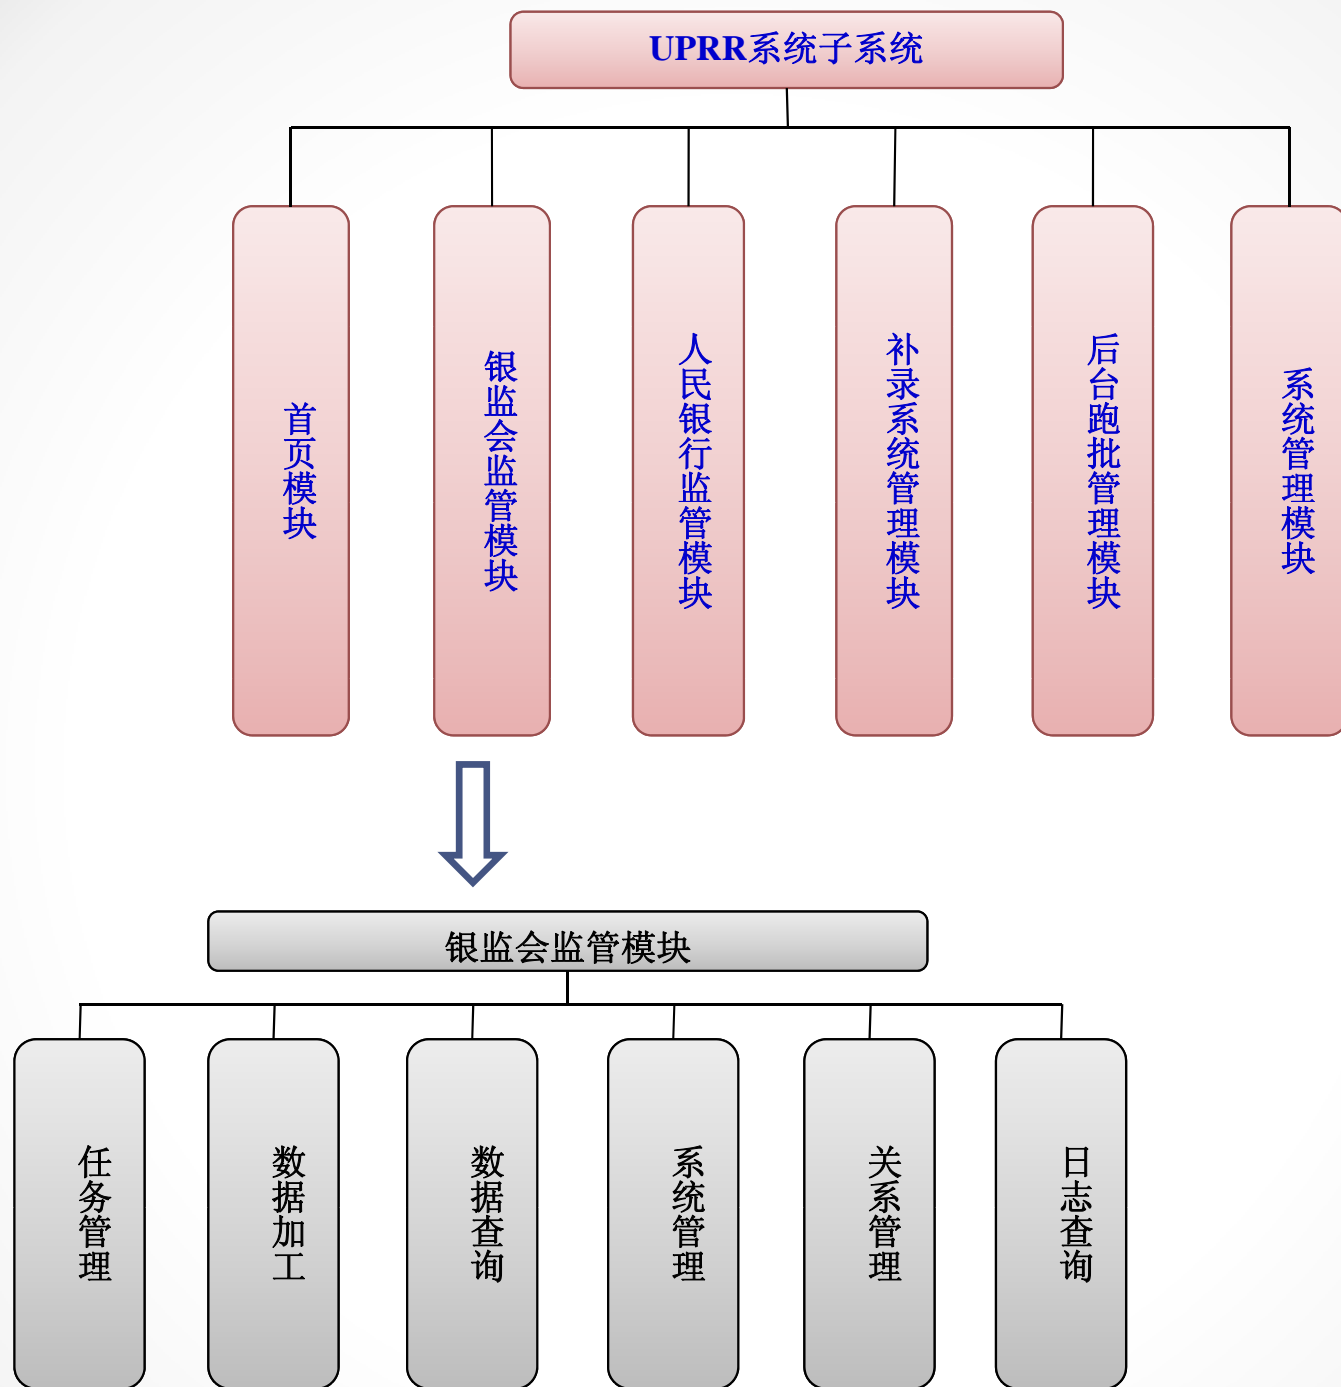 UPRR系统子系统
首页模块
银监会监管模块
人民银行监管模块
补录系统管理模块
后台跑批管理模块
系统管理模块
银监会监管模块
任务管理
数据加工
数据查询
系统管理
关系管理
日志查询